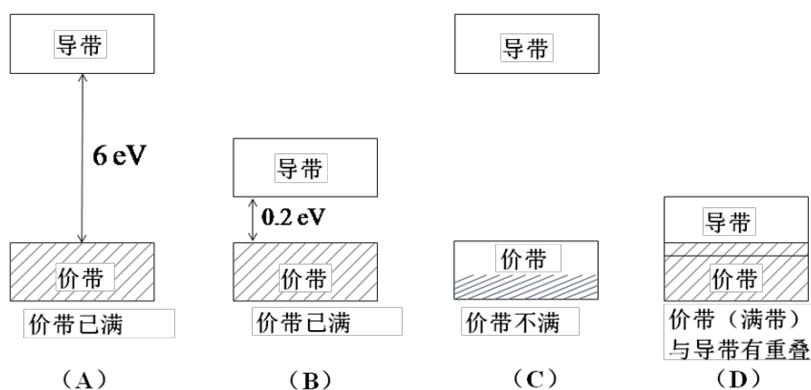 导带
导带
6 eV
导带
0.2 eV
导带
价带
价带
价带
价带
价带已满
价带已满
价带不满
价带（满带）
与导带有重叠
（A）
（B）
（C）
（D）